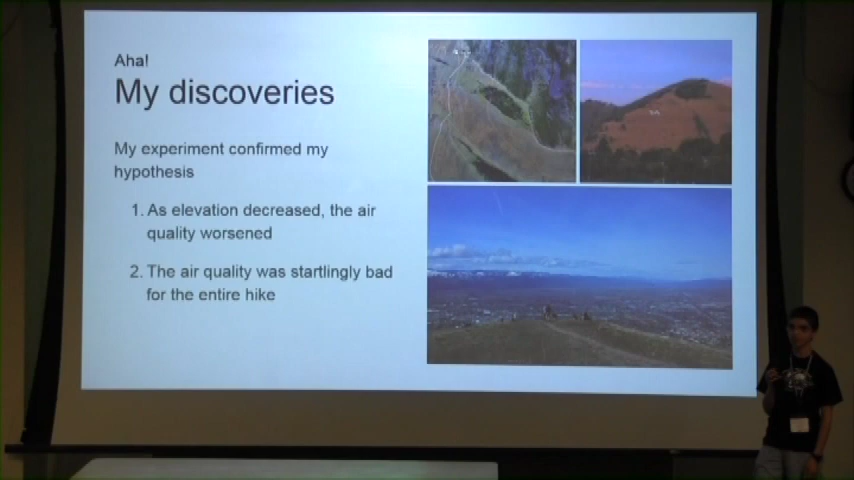 Aha!
My discoveries
My experiment confirmed my
hypothesis
1. As elevation decreased, the air
quality worsened
2. The air quality was startlingly bad
for the entire hike